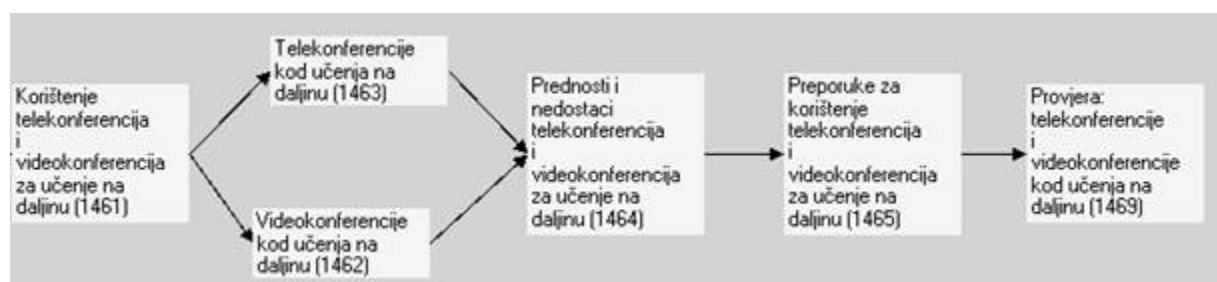 Korištenje
telekonferencija
i
videokonferencija
za učenje na
daljinu (1461)
Telekonferencije
kod učenja na
daljinu (1463)
Videokonferencije
kod učenja na
daljinu (1462)
Prednosti i
nedostaci
telekonferencija
i
videokonferencija
za učenje na
daljinu (1464)
Preporuke za
korištenje
telekonferencija
i
videokonferencija
za učenje na
daljinu (1465)
Provjera:
telekonferencije
i
videokonferencije
kod učenja na
daljinu (1469)